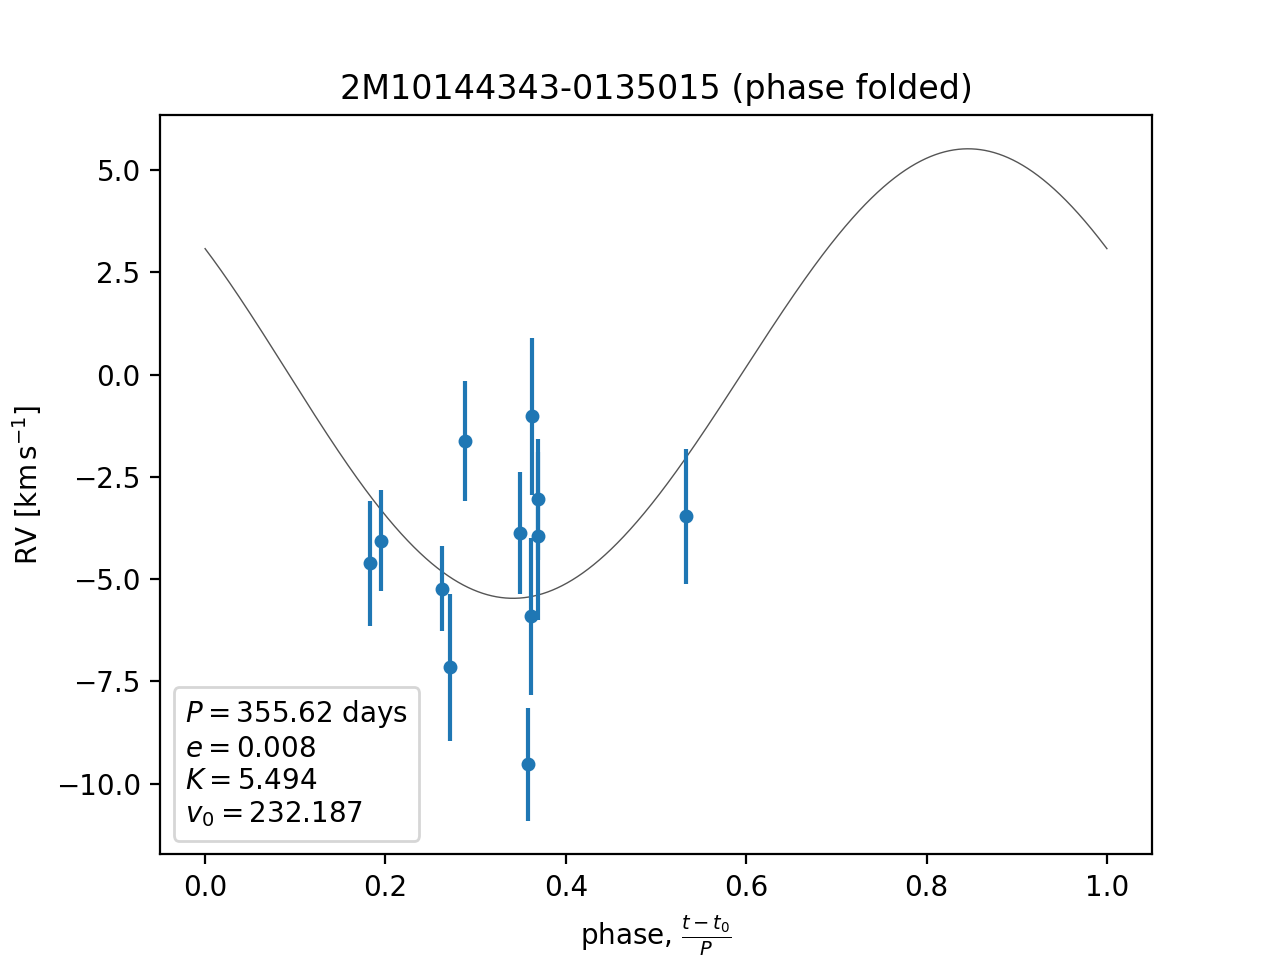 2M10144343-0135015 (phase folded)
RV [km s⁻¹]
5.0
2.5
0.0
−2.5
−5.0
−7.5
−10.0
P = 355.62 days
e = 0.008
K = 5.494
v₀ = 232.187
0.0 0.2 0.4 0.6 0.8 1.0
phase, (t − t₀)/P